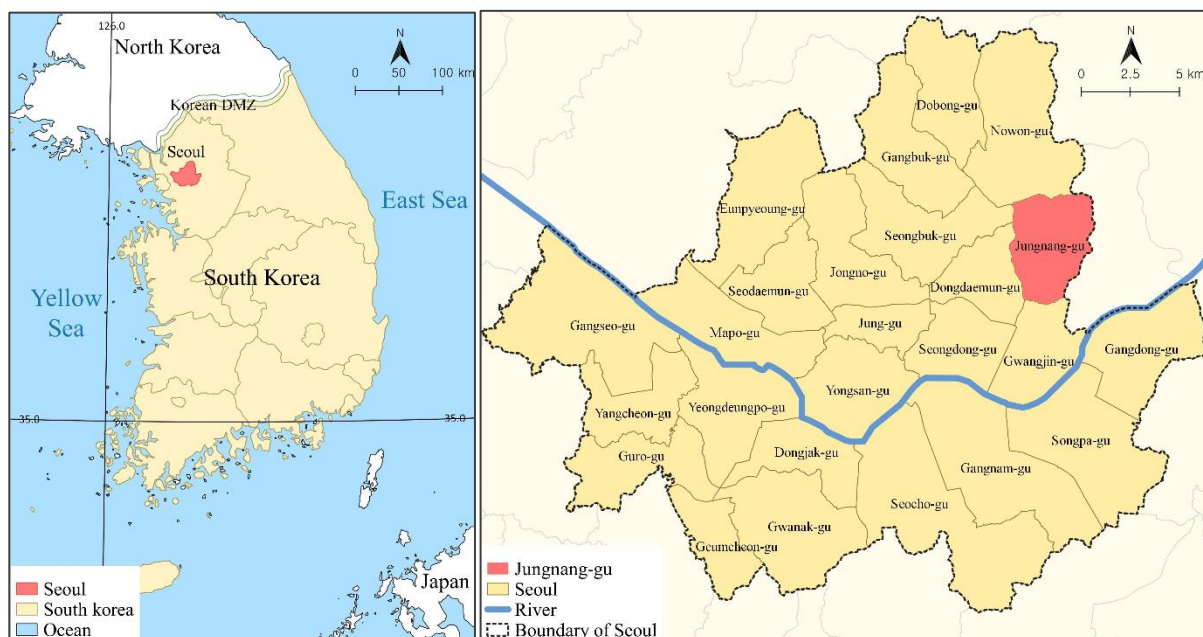 126.0
North Korea
N
0 50 100 km
Korean DMZ
Seoul
East Sea
South Korea
Yellow
Sea
35.0
35.0
Japan
Seoul
South korea
Ocean
N
0 2.5 5 km
Dobong-gu
Nowon-gu
Gangbuk-gu
Eunpyeoung-gu
Seongbuk-gu
Jungnang-gu
Jongno-gu
Seodaemun-gu
Dongdaemun-gu
Gangseo-gu
Mapo-gu
Jung-gu
Seongdong-gu
Gwangjin-gu
Gangdong-gu
Yongsan-gu
Yangcheon-gu
Yeongdeungpo-gu
Songpa-gu
Guro-gu
Dongjak-gu
Gangnam-gu
Seocho-gu
Gwanak-gu
Geumcheon-gu
Jungnang-gu
Seoul
River
Boundary of Seoul